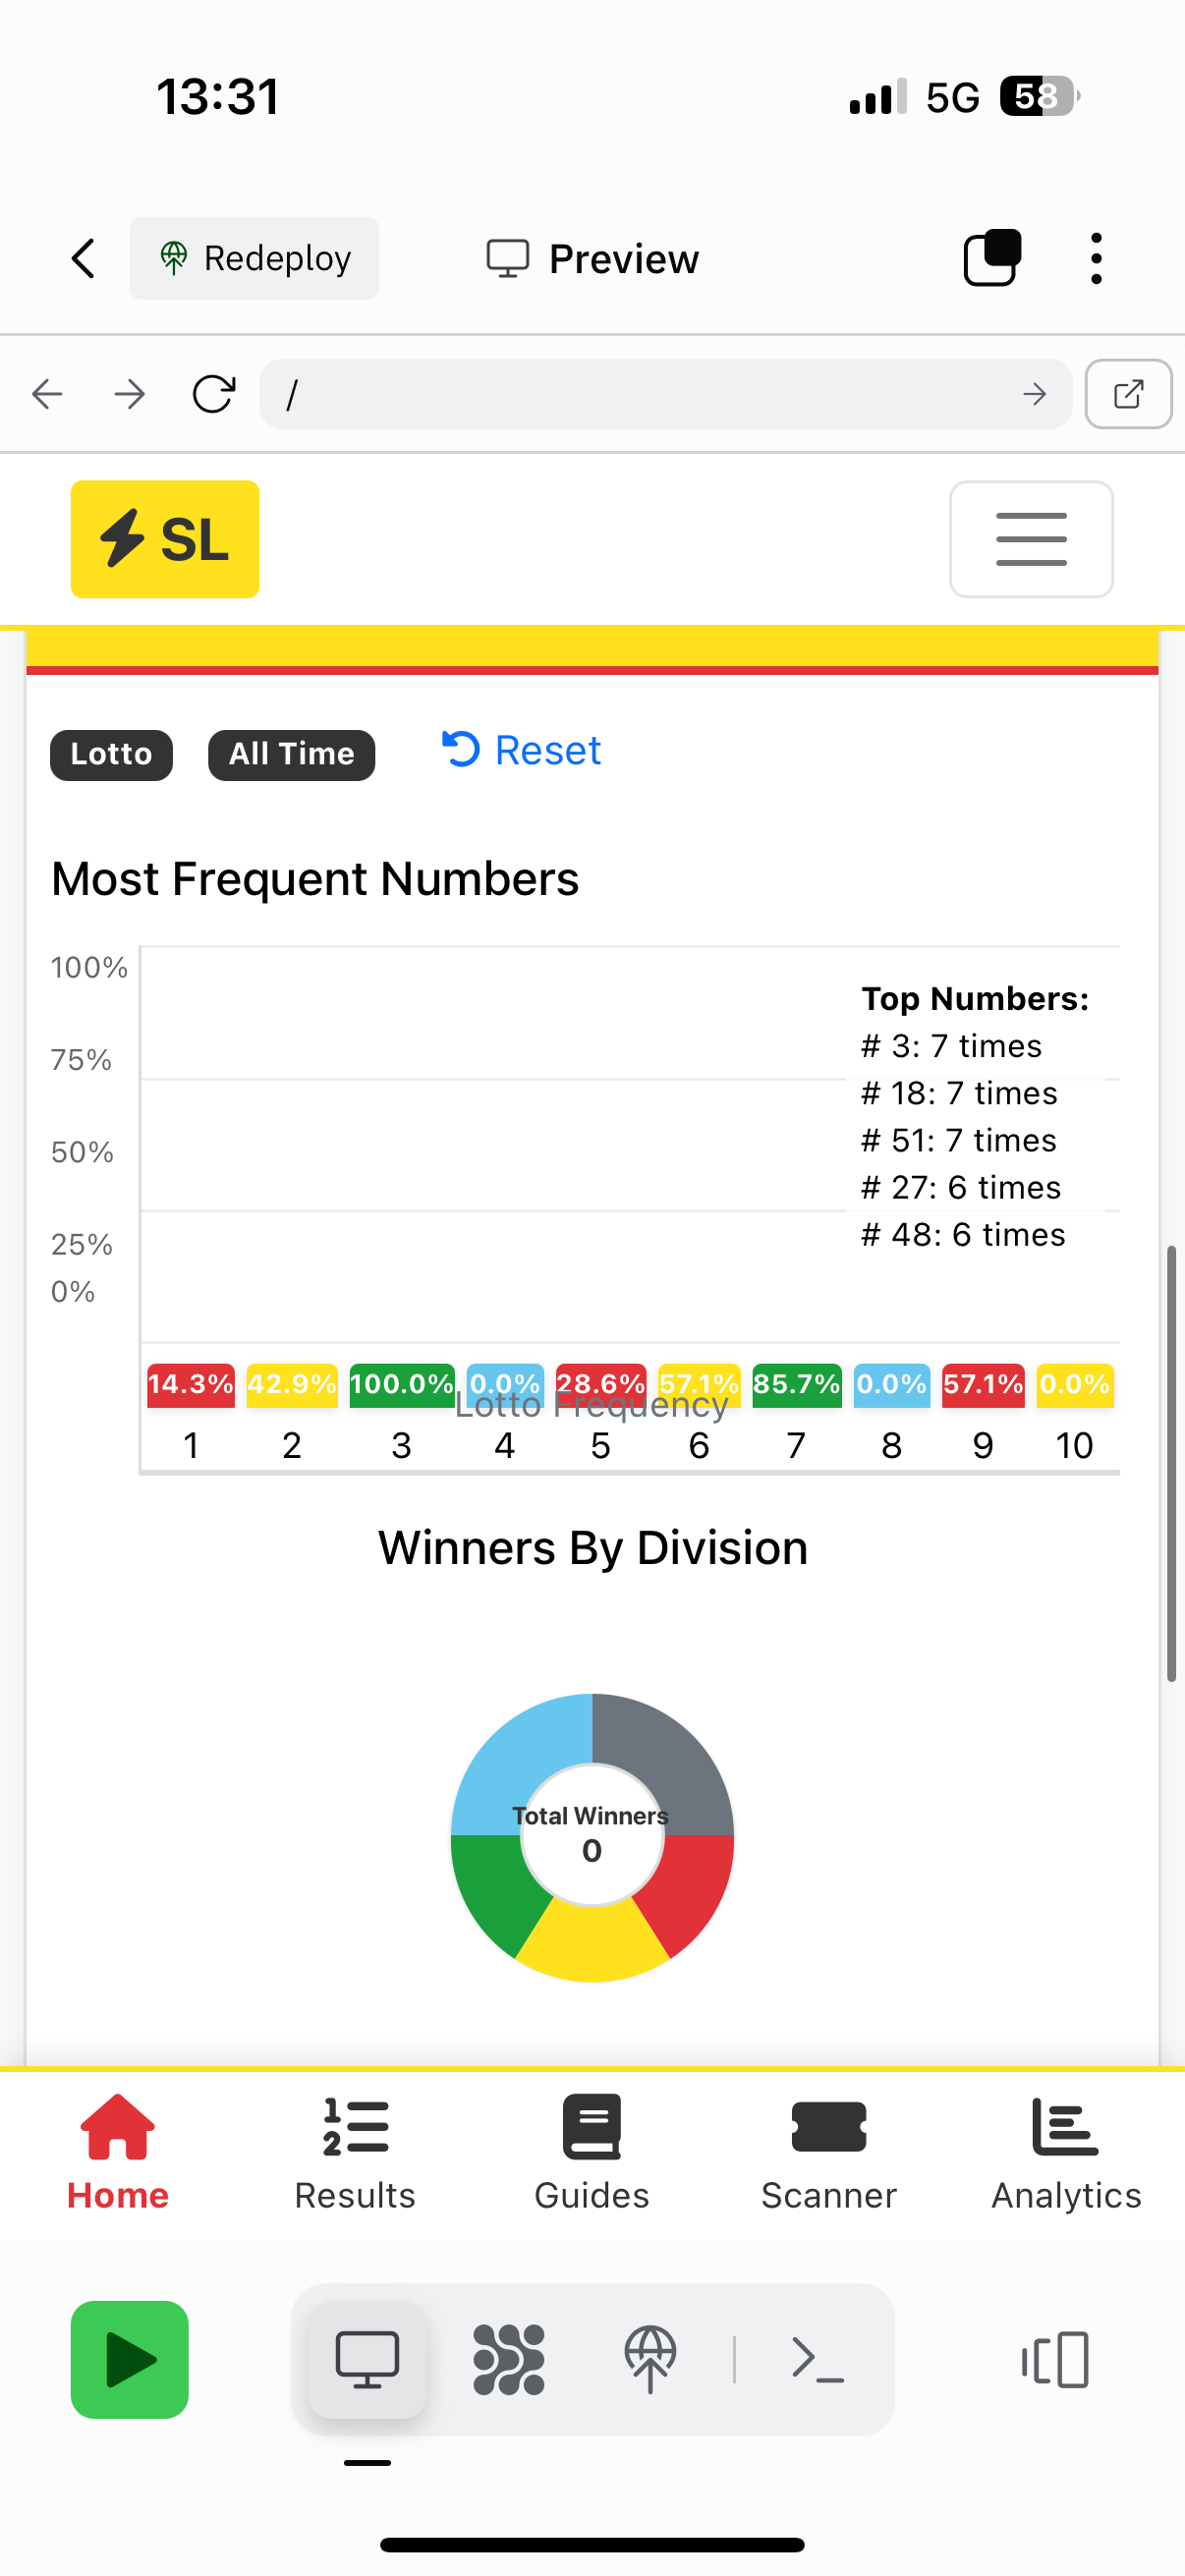 13:31
5G 58
Redeploy
Preview
/
SL
Lotto
All Time
Reset
Most Frequent Numbers
100%
75%
50%
25%
0%
Top Numbers:
# 3: 7 times
# 18: 7 times
# 51: 7 times
# 27: 6 times
# 48: 6 times
14.3% 42.9% 100.0% 0.0% 28.6% 57.1% 85.7% 0.0% 57.1% 0.0%
Lotto Frequency
1 2 3 4 5 6 7 8 9 10
Winners By Division
Total Winners
0
Home
Results
Guides
Scanner
Analytics